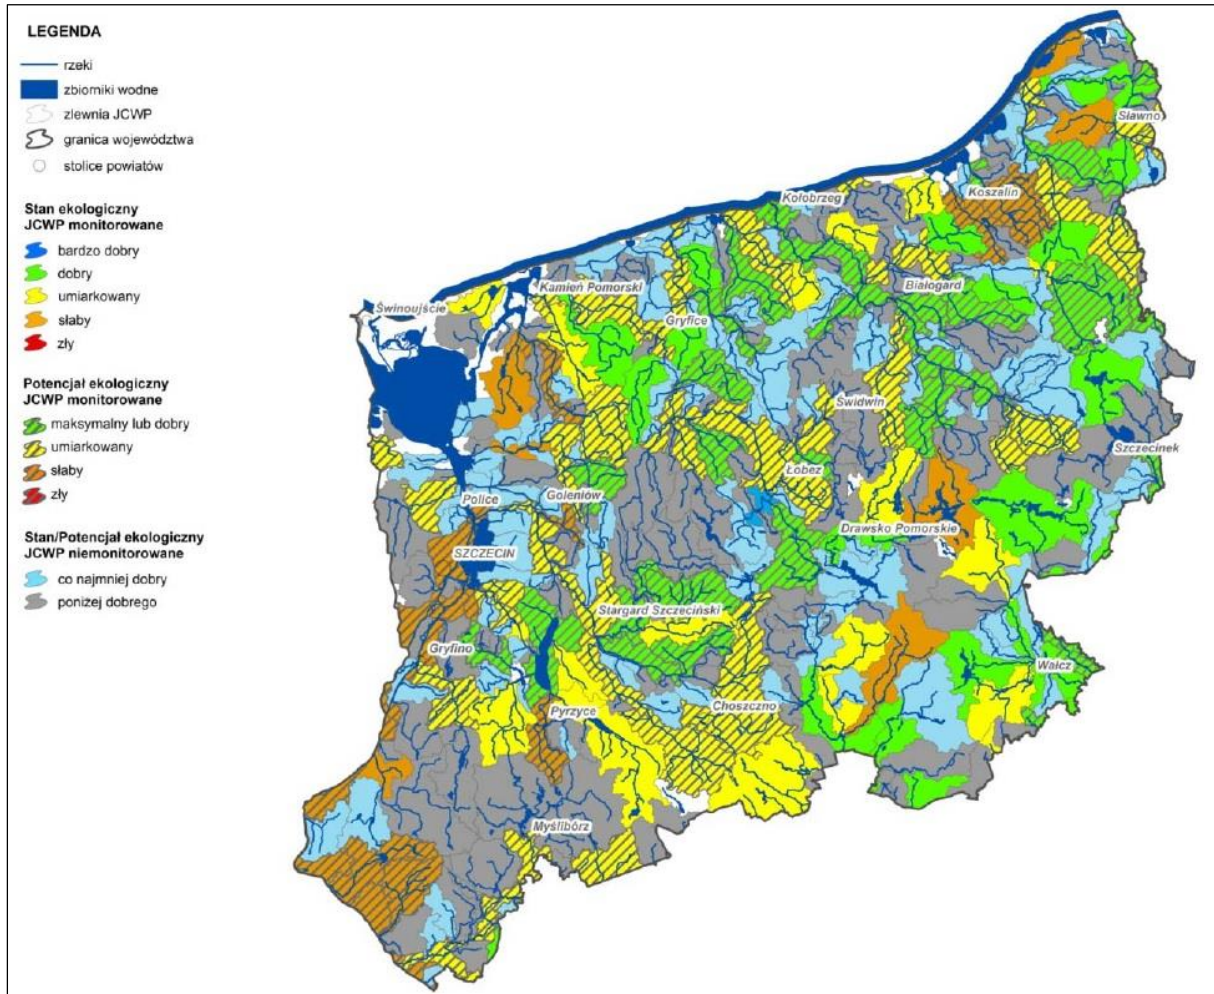 LEGENDA
rzeki
zbiorniki wodne
zlewnia JCWP
granica województwa
stolice powiatów
Stan ekologiczny
JCWP monitorowane
bardzo dobry
dobry
umiarkowany
słaby
zły
Potencjał ekologiczny
JCWP monitorowane
maksymalny lub dobry
umiarkowany
słaby
zły
Stan/Potencjał ekologiczny
JCWP niemonitorowane
co najmniej dobry
poniżej dobrego
Sławno
Koszalin
Kołobrzeg
Białogard
Kamień Pomorski
Świnoujście
Gryfice
Świdwin
Szczecinek
Łobez
Police
Goleniów
Drawsko Pomorskie
SZCZECIN
Stargard Szczeciński
Gryfino
Wałcz
Choszczno
Pyrzyce
Myślibórz